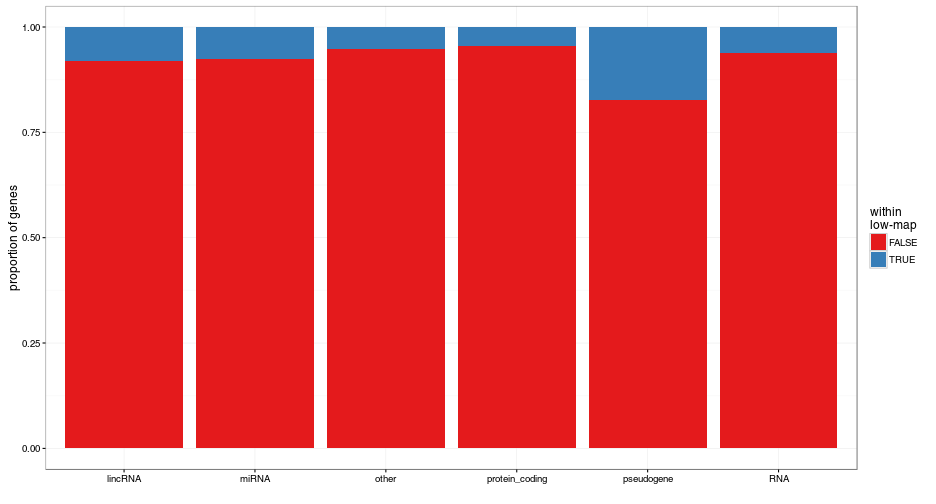 1.00
0.75
0.50
0.25
0.00
proportion of genes
lincRNA
miRNA
other
protein_coding
pseudogene
RNA
within
low-map
FALSE
TRUE